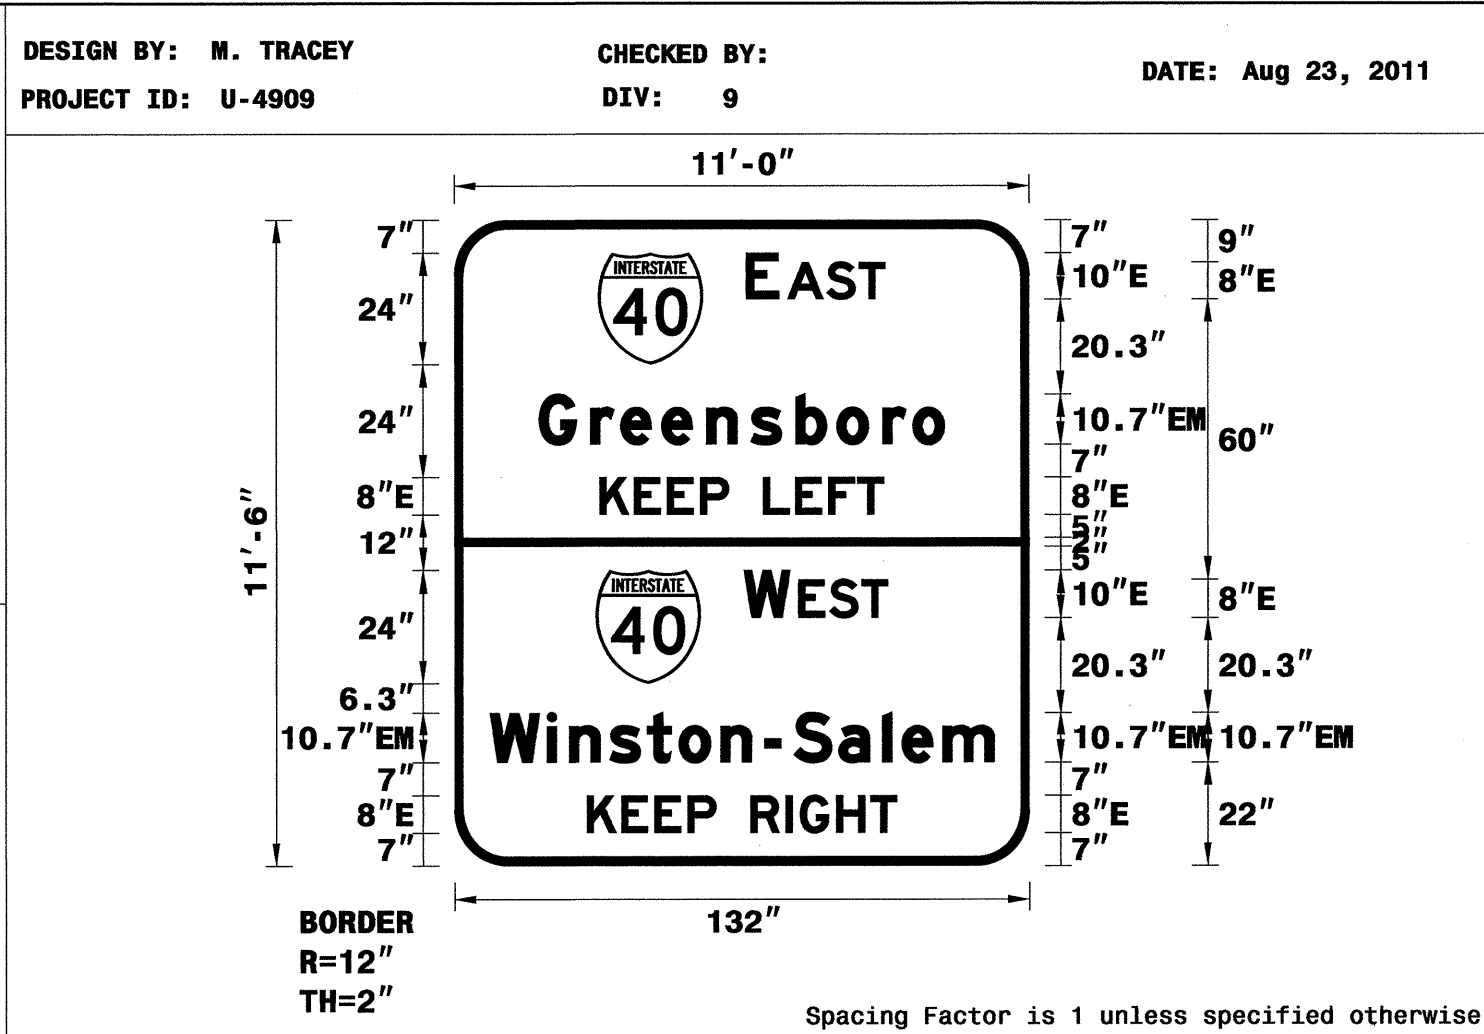 DESIGN BY: M. TRACEY
CHECKED BY:
DATE: Aug 23, 2011
PROJECT ID: U-4909
DIV: 9
11'-0"
11'-6"
7"
24"
24"
8"E
12"
24"
6.3"
10.7"EM
7"
8"E
7"
INTERSTATE
40
EAST
Greensboro
KEEP LEFT
INTERSTATE
40
WEST
Winston-Salem
KEEP RIGHT
7"
10"E
20.3"
10.7"EM
7"
8"E
5"
2"
5"
10"E
20.3"
10.7"EM
7"
8"E
7"
9"
8"E
60"
8"E
20.3"
10.7"EM
22"
132"
BORDER
R=12"
TH=2"
Spacing Factor is 1 unless specified otherwise